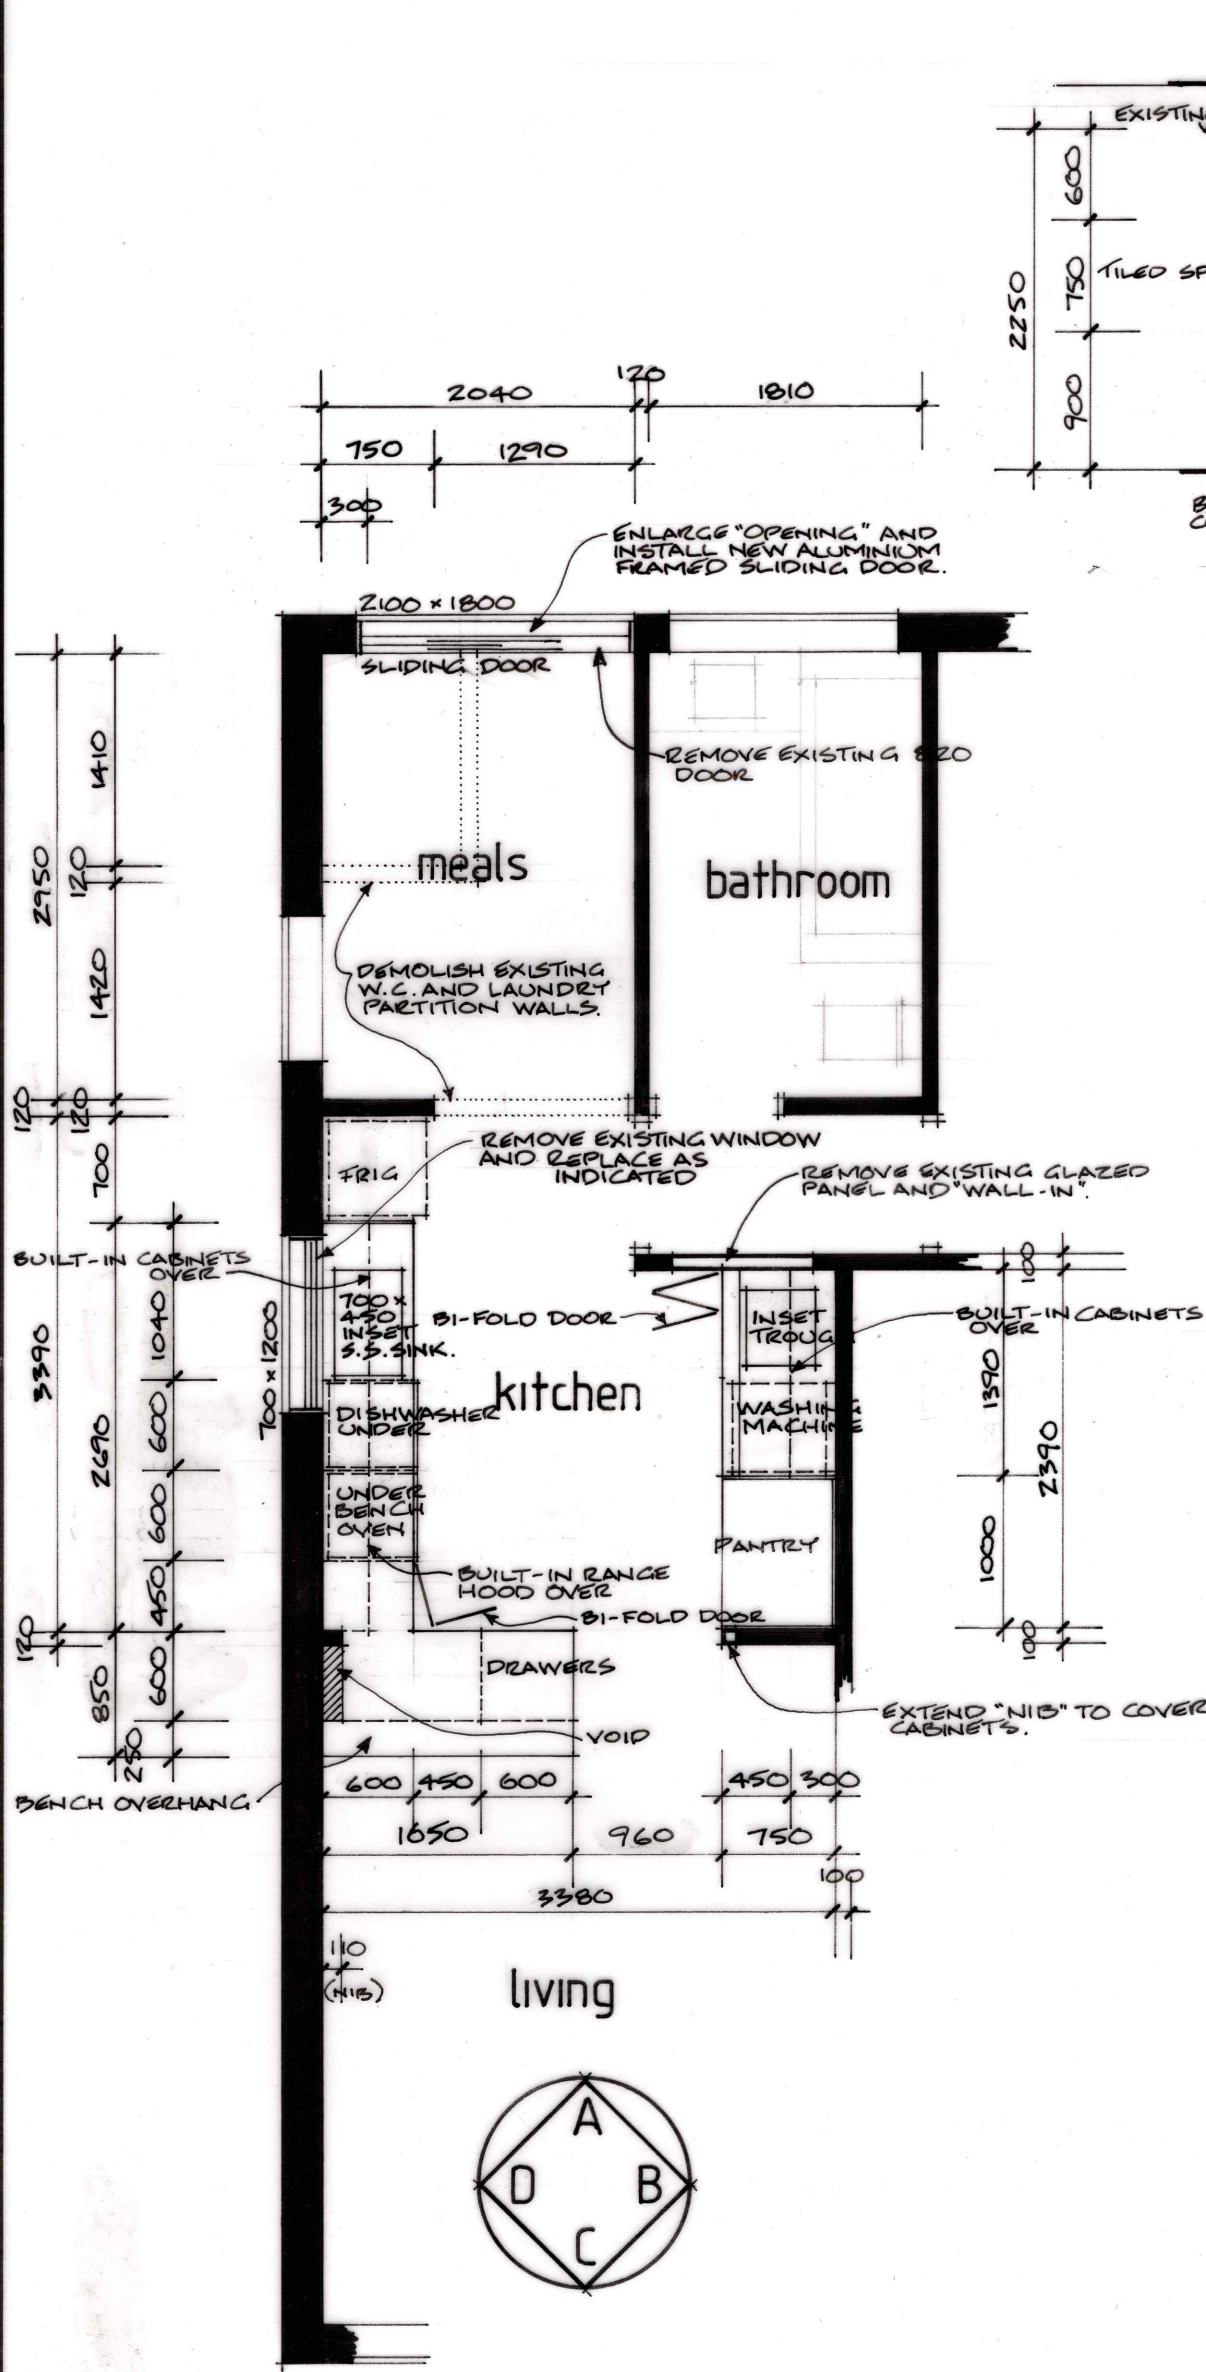 EXISTING
600
750
TILED
2250
900
120
2040
1810
750
1290
300
ENLARGE "OPENING" AND
INSTALL NEW ALUMINIUM
FRAMED SLIDING DOOR.
2100 × 1800
SLIDING DOOR
REMOVE EXISTING 820
DOOR
1410
120
2950
1420
120
120
700
meals
bathroom
DEMOLISH EXISTING
W.C. AND LAUNDRY
PARTITION WALLS.
FRIG
REMOVE EXISTING WINDOW
AND REPLACE AS
INDICATED
REMOVE EXISTING GLAZED
PANEL AND "WALL-IN".
BUILT-IN CABINETS
OVER
700 ×
450
INSET
S.S. SINK.
BI-FOLD DOOR
INSET
TROUGH
BUILT-IN CABINETS
OVER
100
1040
3390
700 × 1200
kitchen
1390
DISHWASHER
UNDER
WASHING
MACHINE
2690
600
2390
UNDER
BENCH
OVEN
600
PANTRY
1000
BUILT-IN RANGE
HOOD OVER
450
BI-FOLD DOOR
120
100
850
600
DRAWERS
EXTEND "NIB" TO COVER
CABINETS.
VOID
250
BENCH OVERHANG
600
450
600
450
300
1650
960
750
100
3380
110
(NIB)
living
A
D
B
C